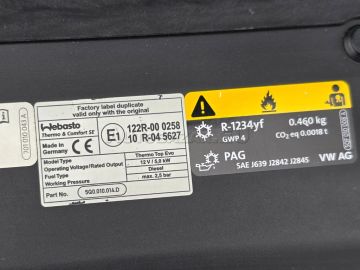 Factory label duplicate
valid only with the original
Webasto
Thermo & Comfort SE
Made in Germany
E1
122R-00 0258
10 R-04 5627
Model Type
Thermo Top Evo
Operating Voltage/Rated Output
12 V / 5,0 kW
Fuel Type
Diesel
Working Pressure
max. 2,5 bar
5Q0.010.014.D
R-1234yf
GWP 4
0.460 kg
CO2 eq 0.0018 t
PAG
SAE J639 J2842 J2845
VW AG